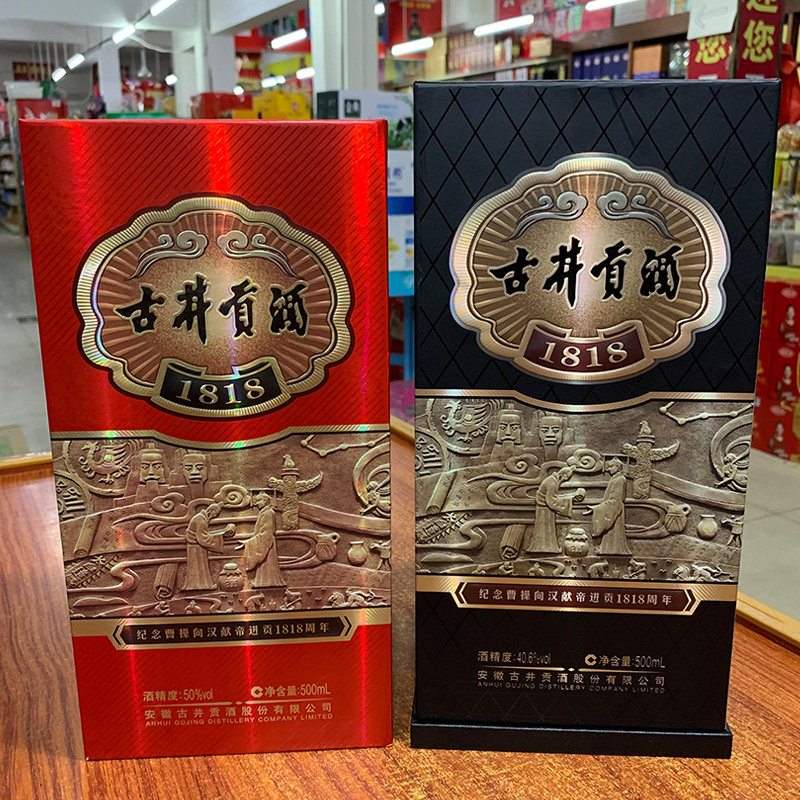 古井贡酒
1818
纪念曹操向汉献帝进贡1818周年
酒精度:50%vol
净含量:500mL
安徽古井贡酒股份有限公司
ANHUI GUJING DISTILLERY COMPANY LIMITED
古井贡酒
1818
纪念曹操向汉献帝进贡1818周年
酒精度:40.6%vol
净含量:500mL
安徽古井贡酒股份有限公司
ANHUI GUJING DISTILLERY COMPANY LIMITED
迎您